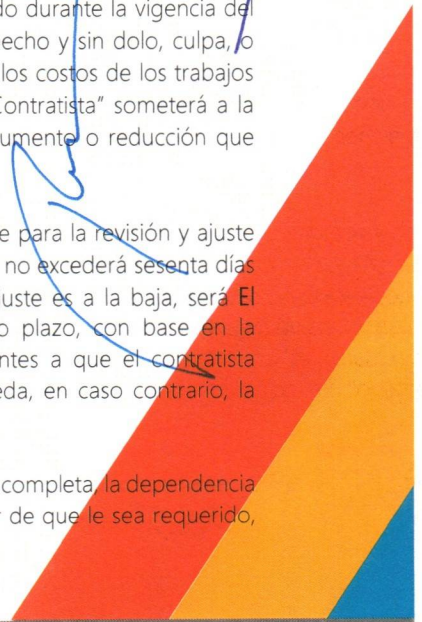 do durante la vigencia del
echo y sin dolo, culpa, o
los costos de los trabajos
Contratista" someterá a la
umento o reducción que
e para la revisión y ajuste
no excederá sesenta días
uste es a la baja, será El
o plazo, con base en la
ntes a que el contratista
eda, en caso contrario, la
completa, la dependencia
r de que le sea requerido,